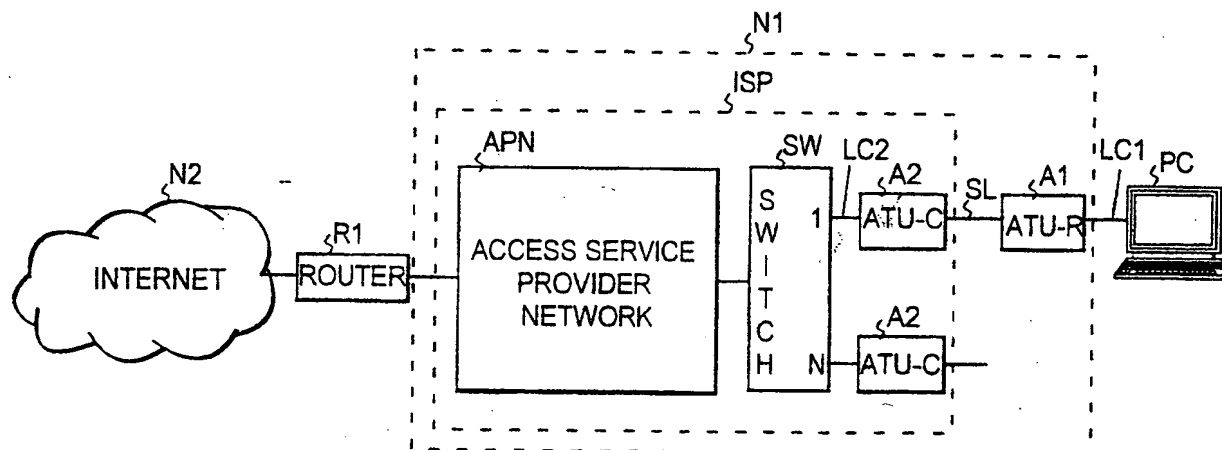 N1
ISP
APN
SW
LC2
A2
SL
A1
LC1
PC
N2
R1
INTERNET
ROUTER
ACCESS SERVICE
PROVIDER
NETWORK
SWITCH
1
N
ATU-C
ATU-R
A2
ATU-C